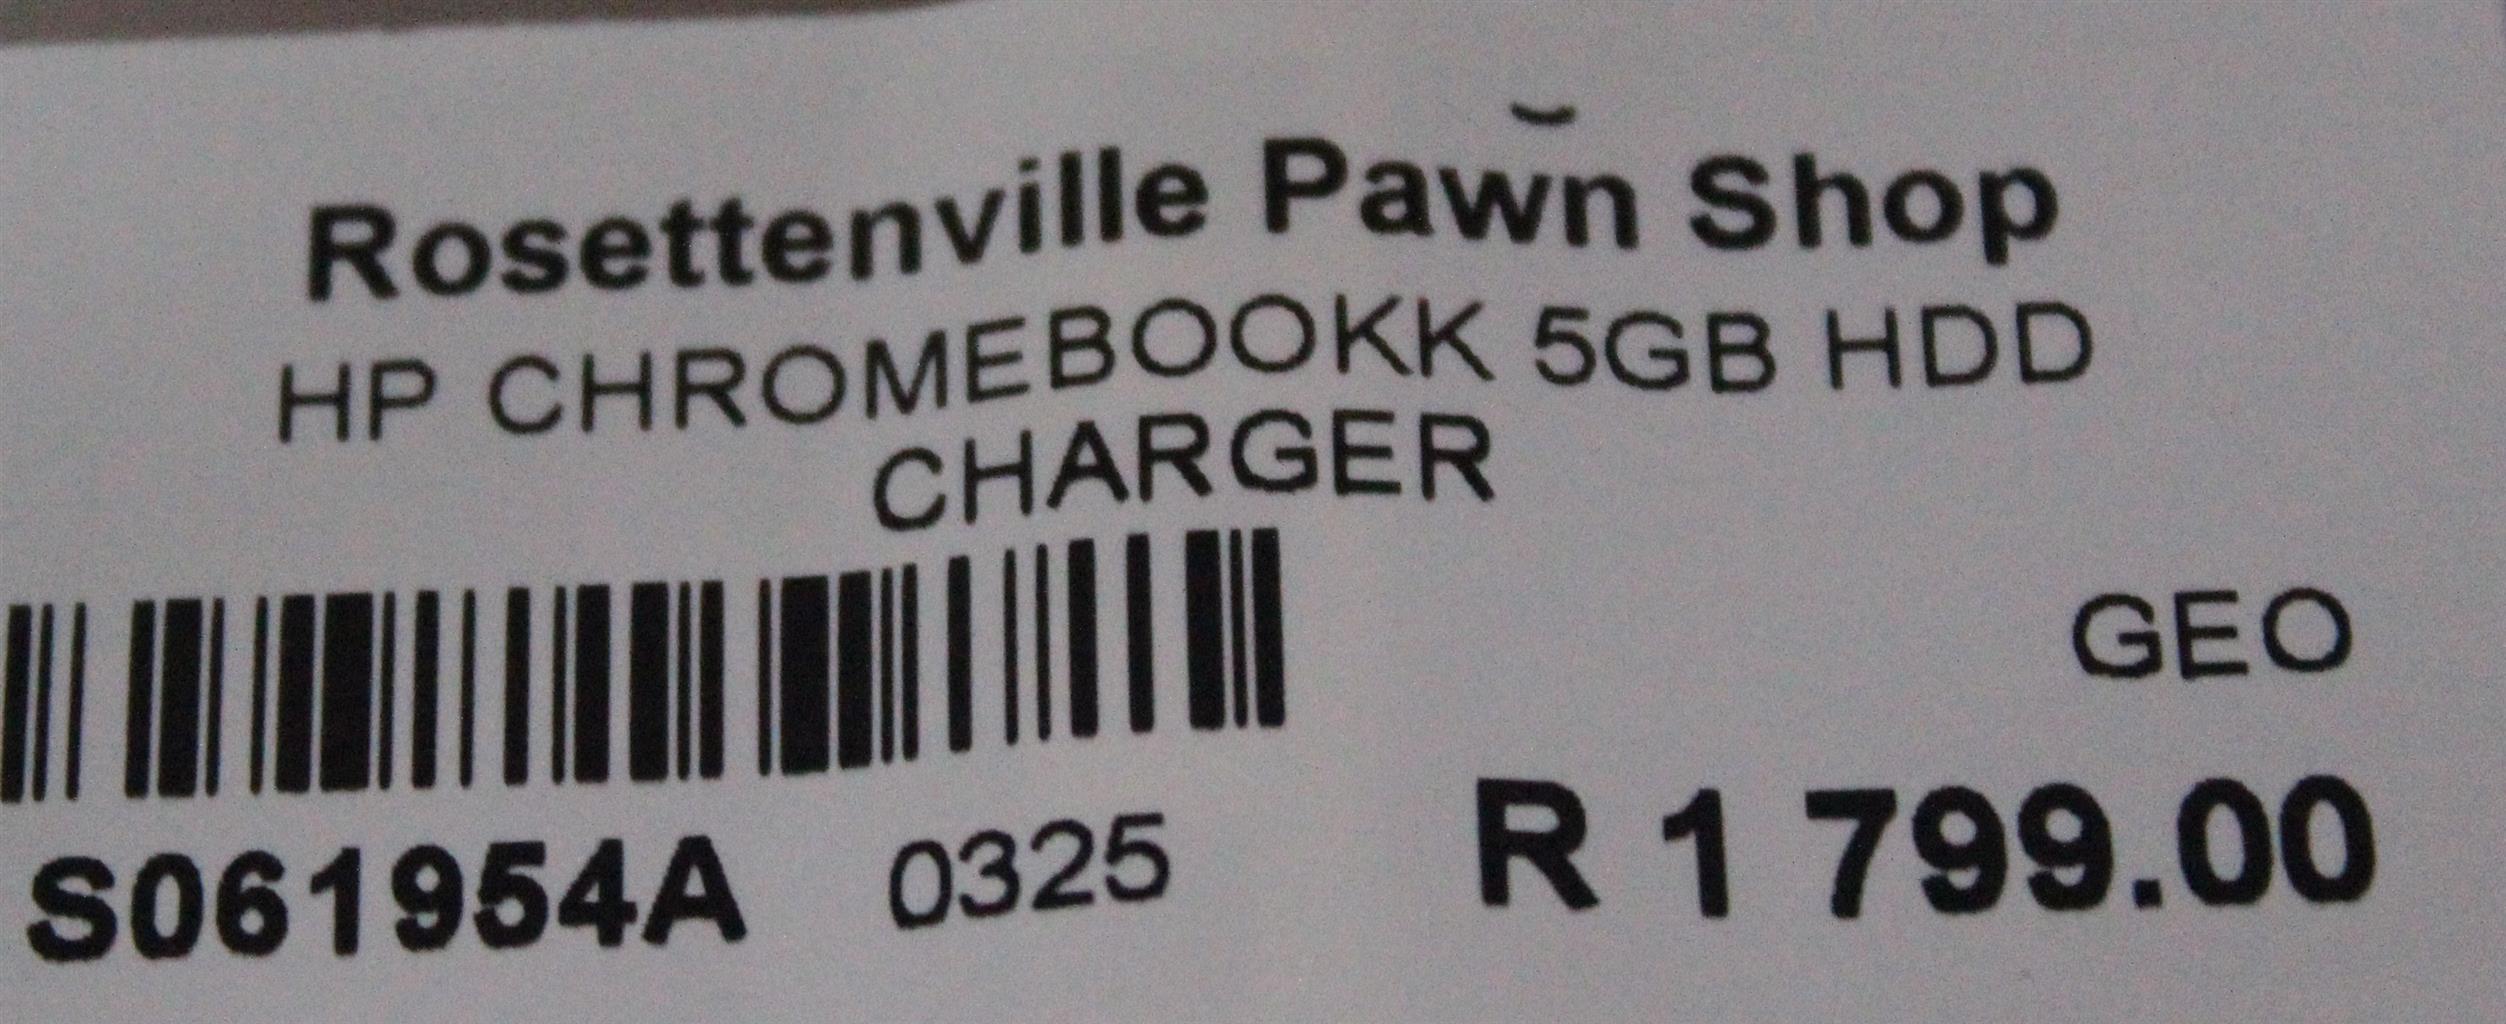 Rosettenville Pawn Shop
HP CHROMEBOOKK 5GB HDD
CHARGER
GEO
S061954A 0325 R 1 799.00